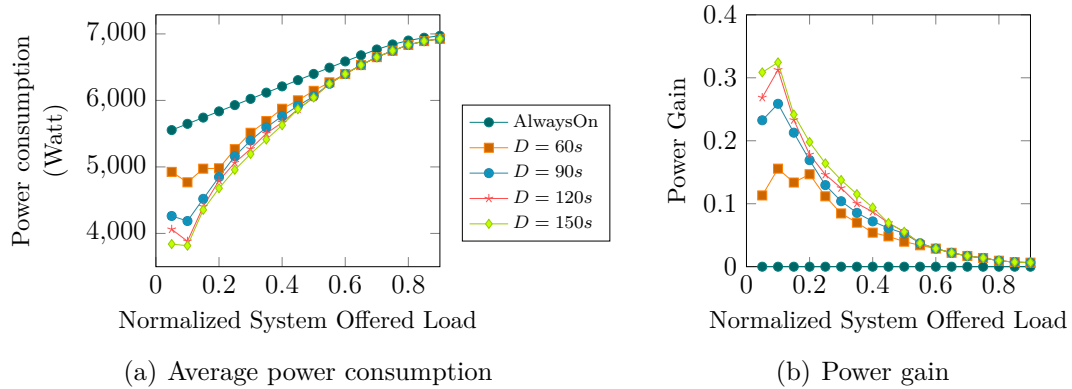 7,000
6,000
5,000
4,000
Power consumption
(Watt)
0
0.2
0.4
0.6
0.8
Normalized System Offered Load
(a) Average power consumption
AlwaysOn
D = 60s
D = 90s
D = 120s
D = 150s
0.4
0.3
0.2
0.1
0
Power Gain
0
0.2
0.4
0.6
0.8
Normalized System Offered Load
(b) Power gain